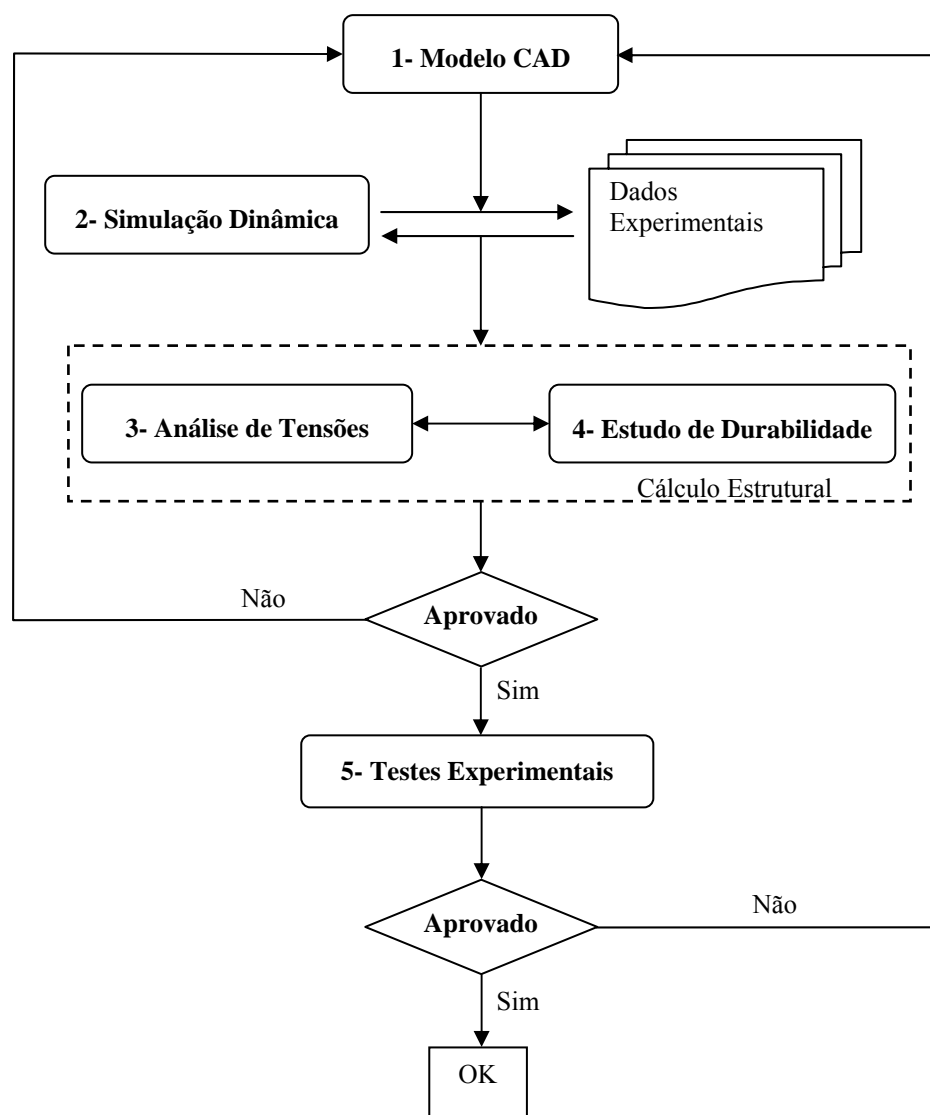 1- Modelo CAD
Dados
Experimentais
2- Simulação Dinâmica
3- Análise de Tensões
4- Estudo de Durabilidade
Cálculo Estrutural
Não
Aprovado
Sim
5- Testes Experimentais
Aprovado
Não
Sim
OK